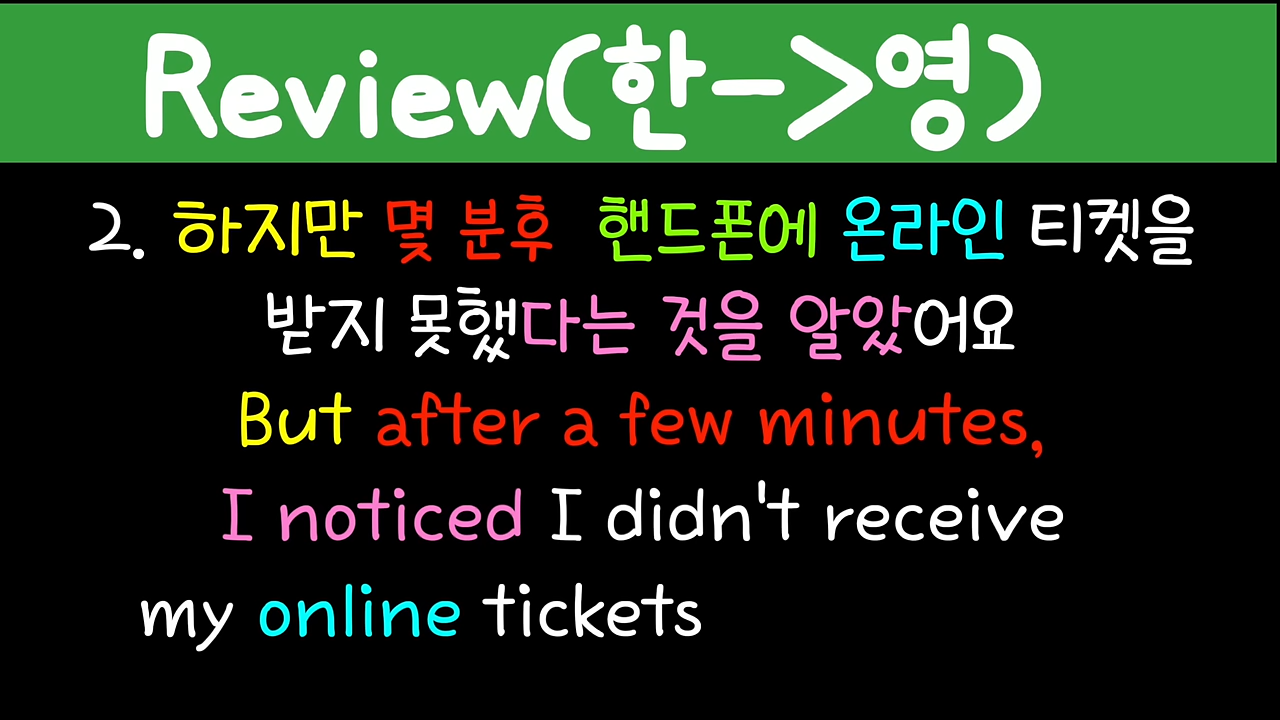 Review(한->영)
2. 하지만 몇 분후 핸드폰에 온라인 티켓을
받지 못했다는 것을 알았어요
But after a few minutes,
I noticed I didn't receive
my online tickets